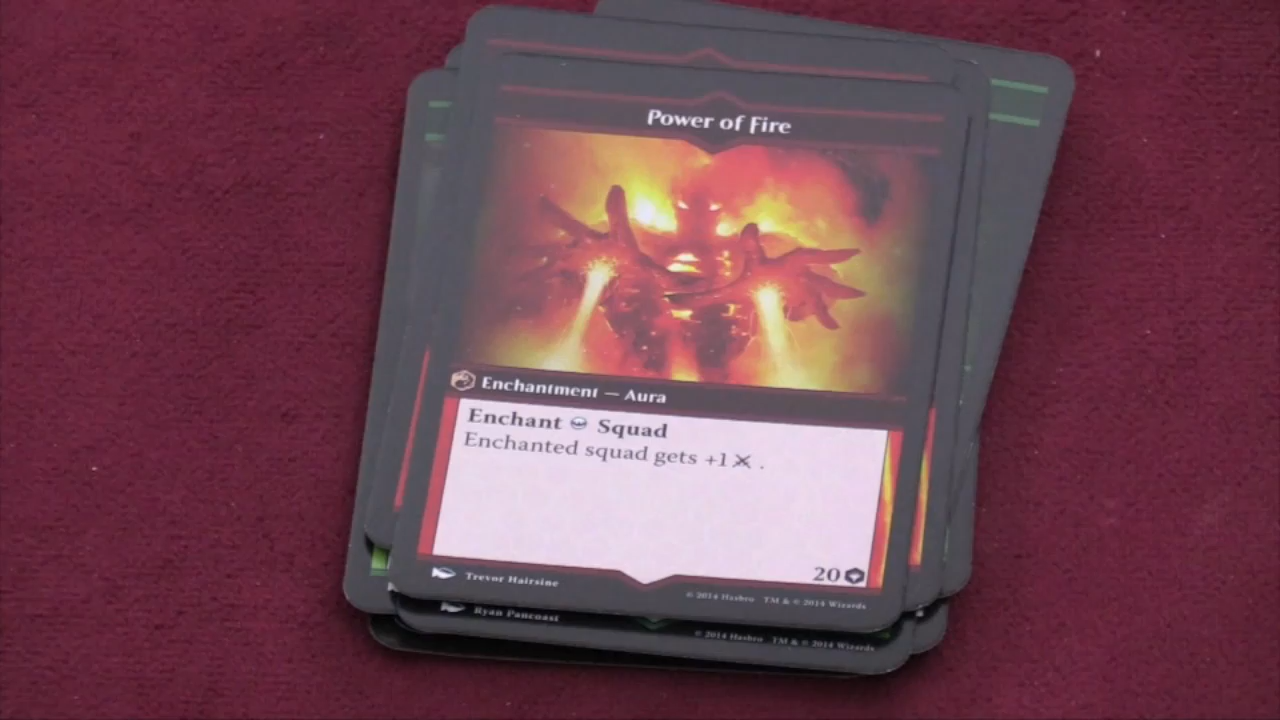 Power of Fire
Enchantment — Aura
Enchant Squad
Enchanted squad gets +1 .
20
Trevor Hairsine
© 2014 Hasbro TM & © 2014 Wizards
Ryan Pancoast
© 2014 Hasbro TM & © 2014 Wizards